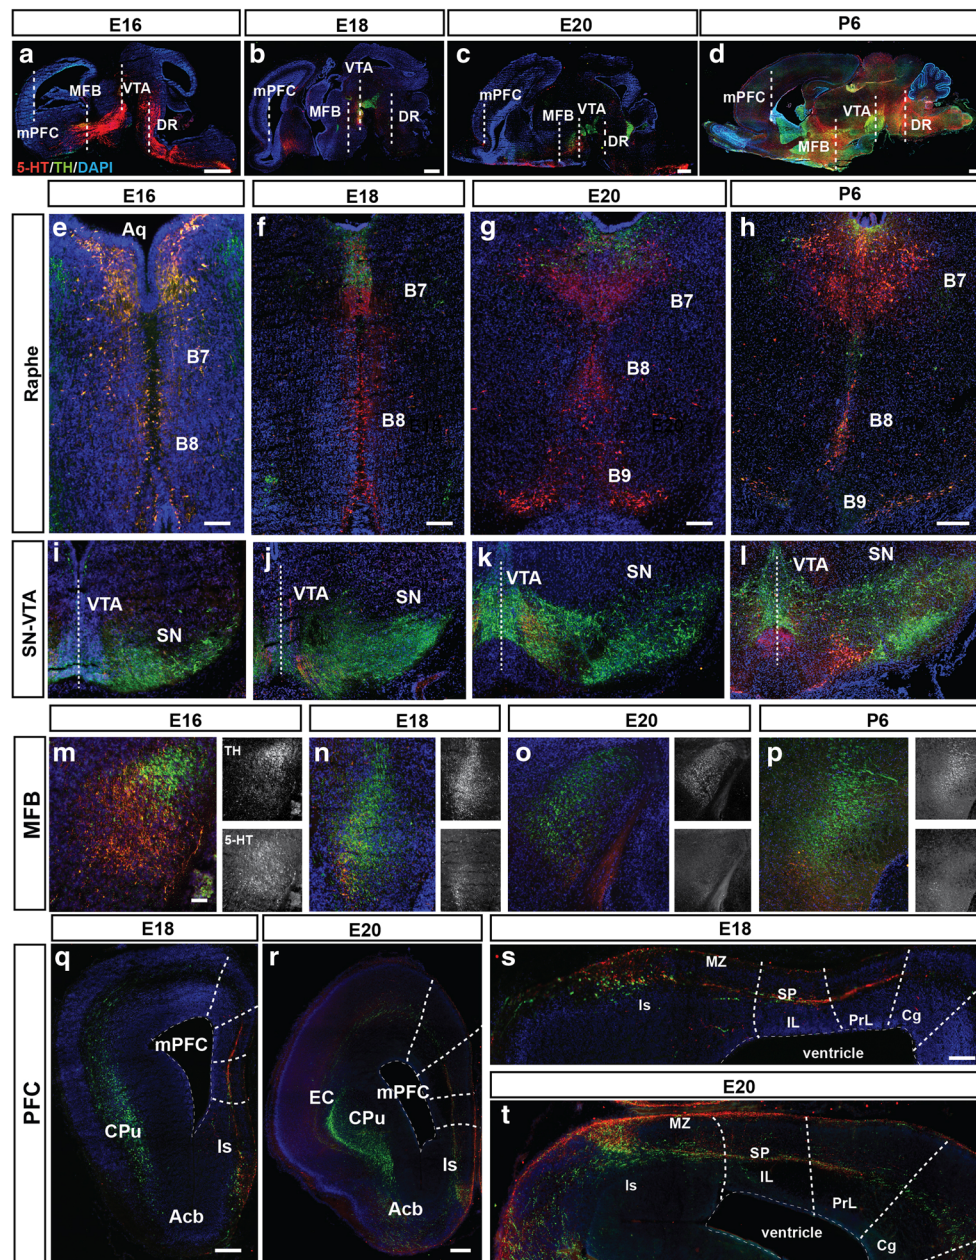 E16
E18
E20
P6
a
VTA
MFB
mPFC
DR
5-HT/TH/DAPI
b
VTA
mPFC
MFB
DR
c
mPFC
MFB
VTA
DR
d
mPFC
VTA
MFB
DR
E16
E18
E20
P6
Raphe
e
Aq
B7
B8
f
B7
B8
g
B7
B8
B9
h
B7
B8
B9
SN-VTA
i
VTA
SN
j
VTA
SN
k
VTA
SN
l
VTA
SN
E16
E18
E20
P6
MFB
m
TH
5-HT
n
o
p
E18
E20
E18
PFC
q
mPFC
CPu
Is
Acb
r
EC
mPFC
CPu
Is
Acb
s
MZ
Is
SP
IL
PrL
Cg
ventricle
E20
t
MZ
SP
Is
IL
PrL
ventricle
Cg